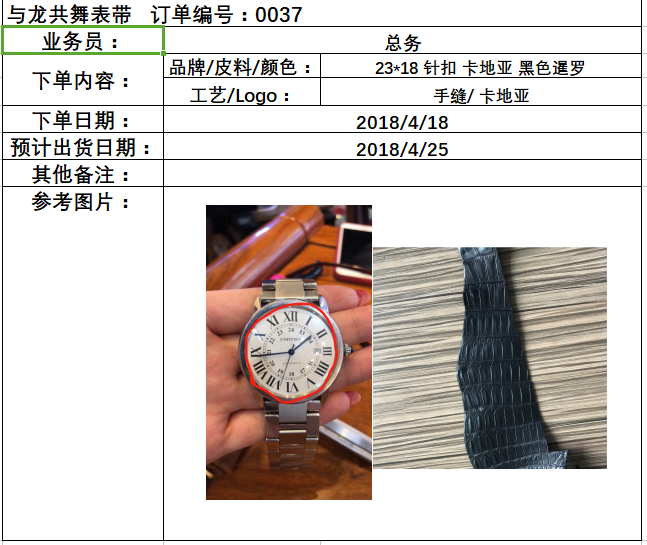 与龙共舞表带 订单编号：0037
业务员： 总务
下单内容： 品牌/皮料/颜色： 23*18 针扣 卡地亚 黑色暹罗
工艺/Logo： 手缝/ 卡地亚
下单日期： 2018/4/18
预计出货日期： 2018/4/25
其他备注：
参考图片：
XII
CARTIER